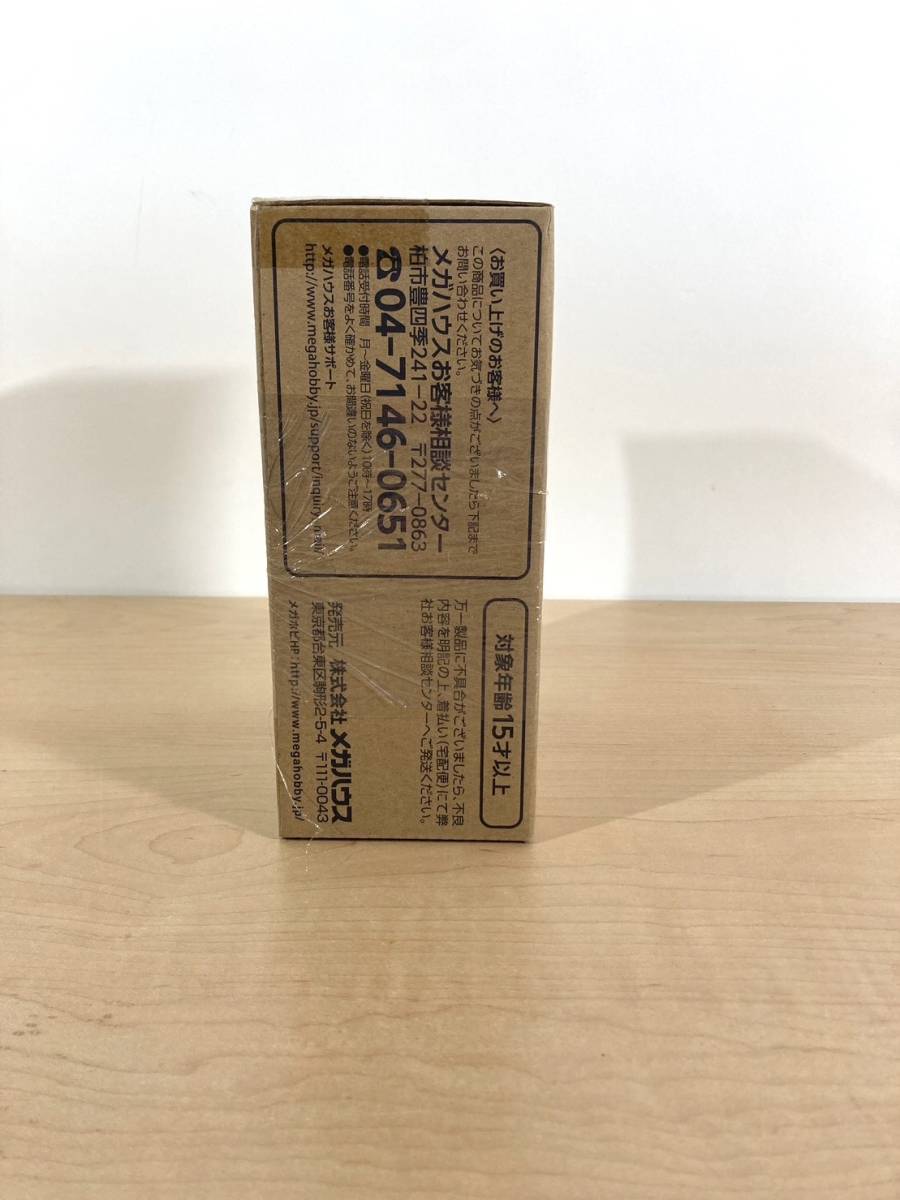 〈お買い上げのお客様へ〉
この商品についてお気づきの点がございましたら下記まで
お問い合わせください。
メガハウスお客様相談センター
柏市豊四季241-22 〒277-0863
☎04-7146-0651
●電話受付時間 月〜金曜日(祝日を除く)10時〜17時
●電話番号をよく確かめて、お間違いのないようご注意ください。
メガハウスお客様サポート
http://www.megahobby.jp/support/inquiry_mail/
対象年齢15才以上
万一製品に不具合がございましたら、不良
内容を明記の上、着払い(宅配便)にて弊
社お客様相談センターへご発送ください。
発売元 株式会社メガハウス
東京都台東区駒形2-5-4 〒111-0043
メガホビHP:http://www.megahobby.jp/